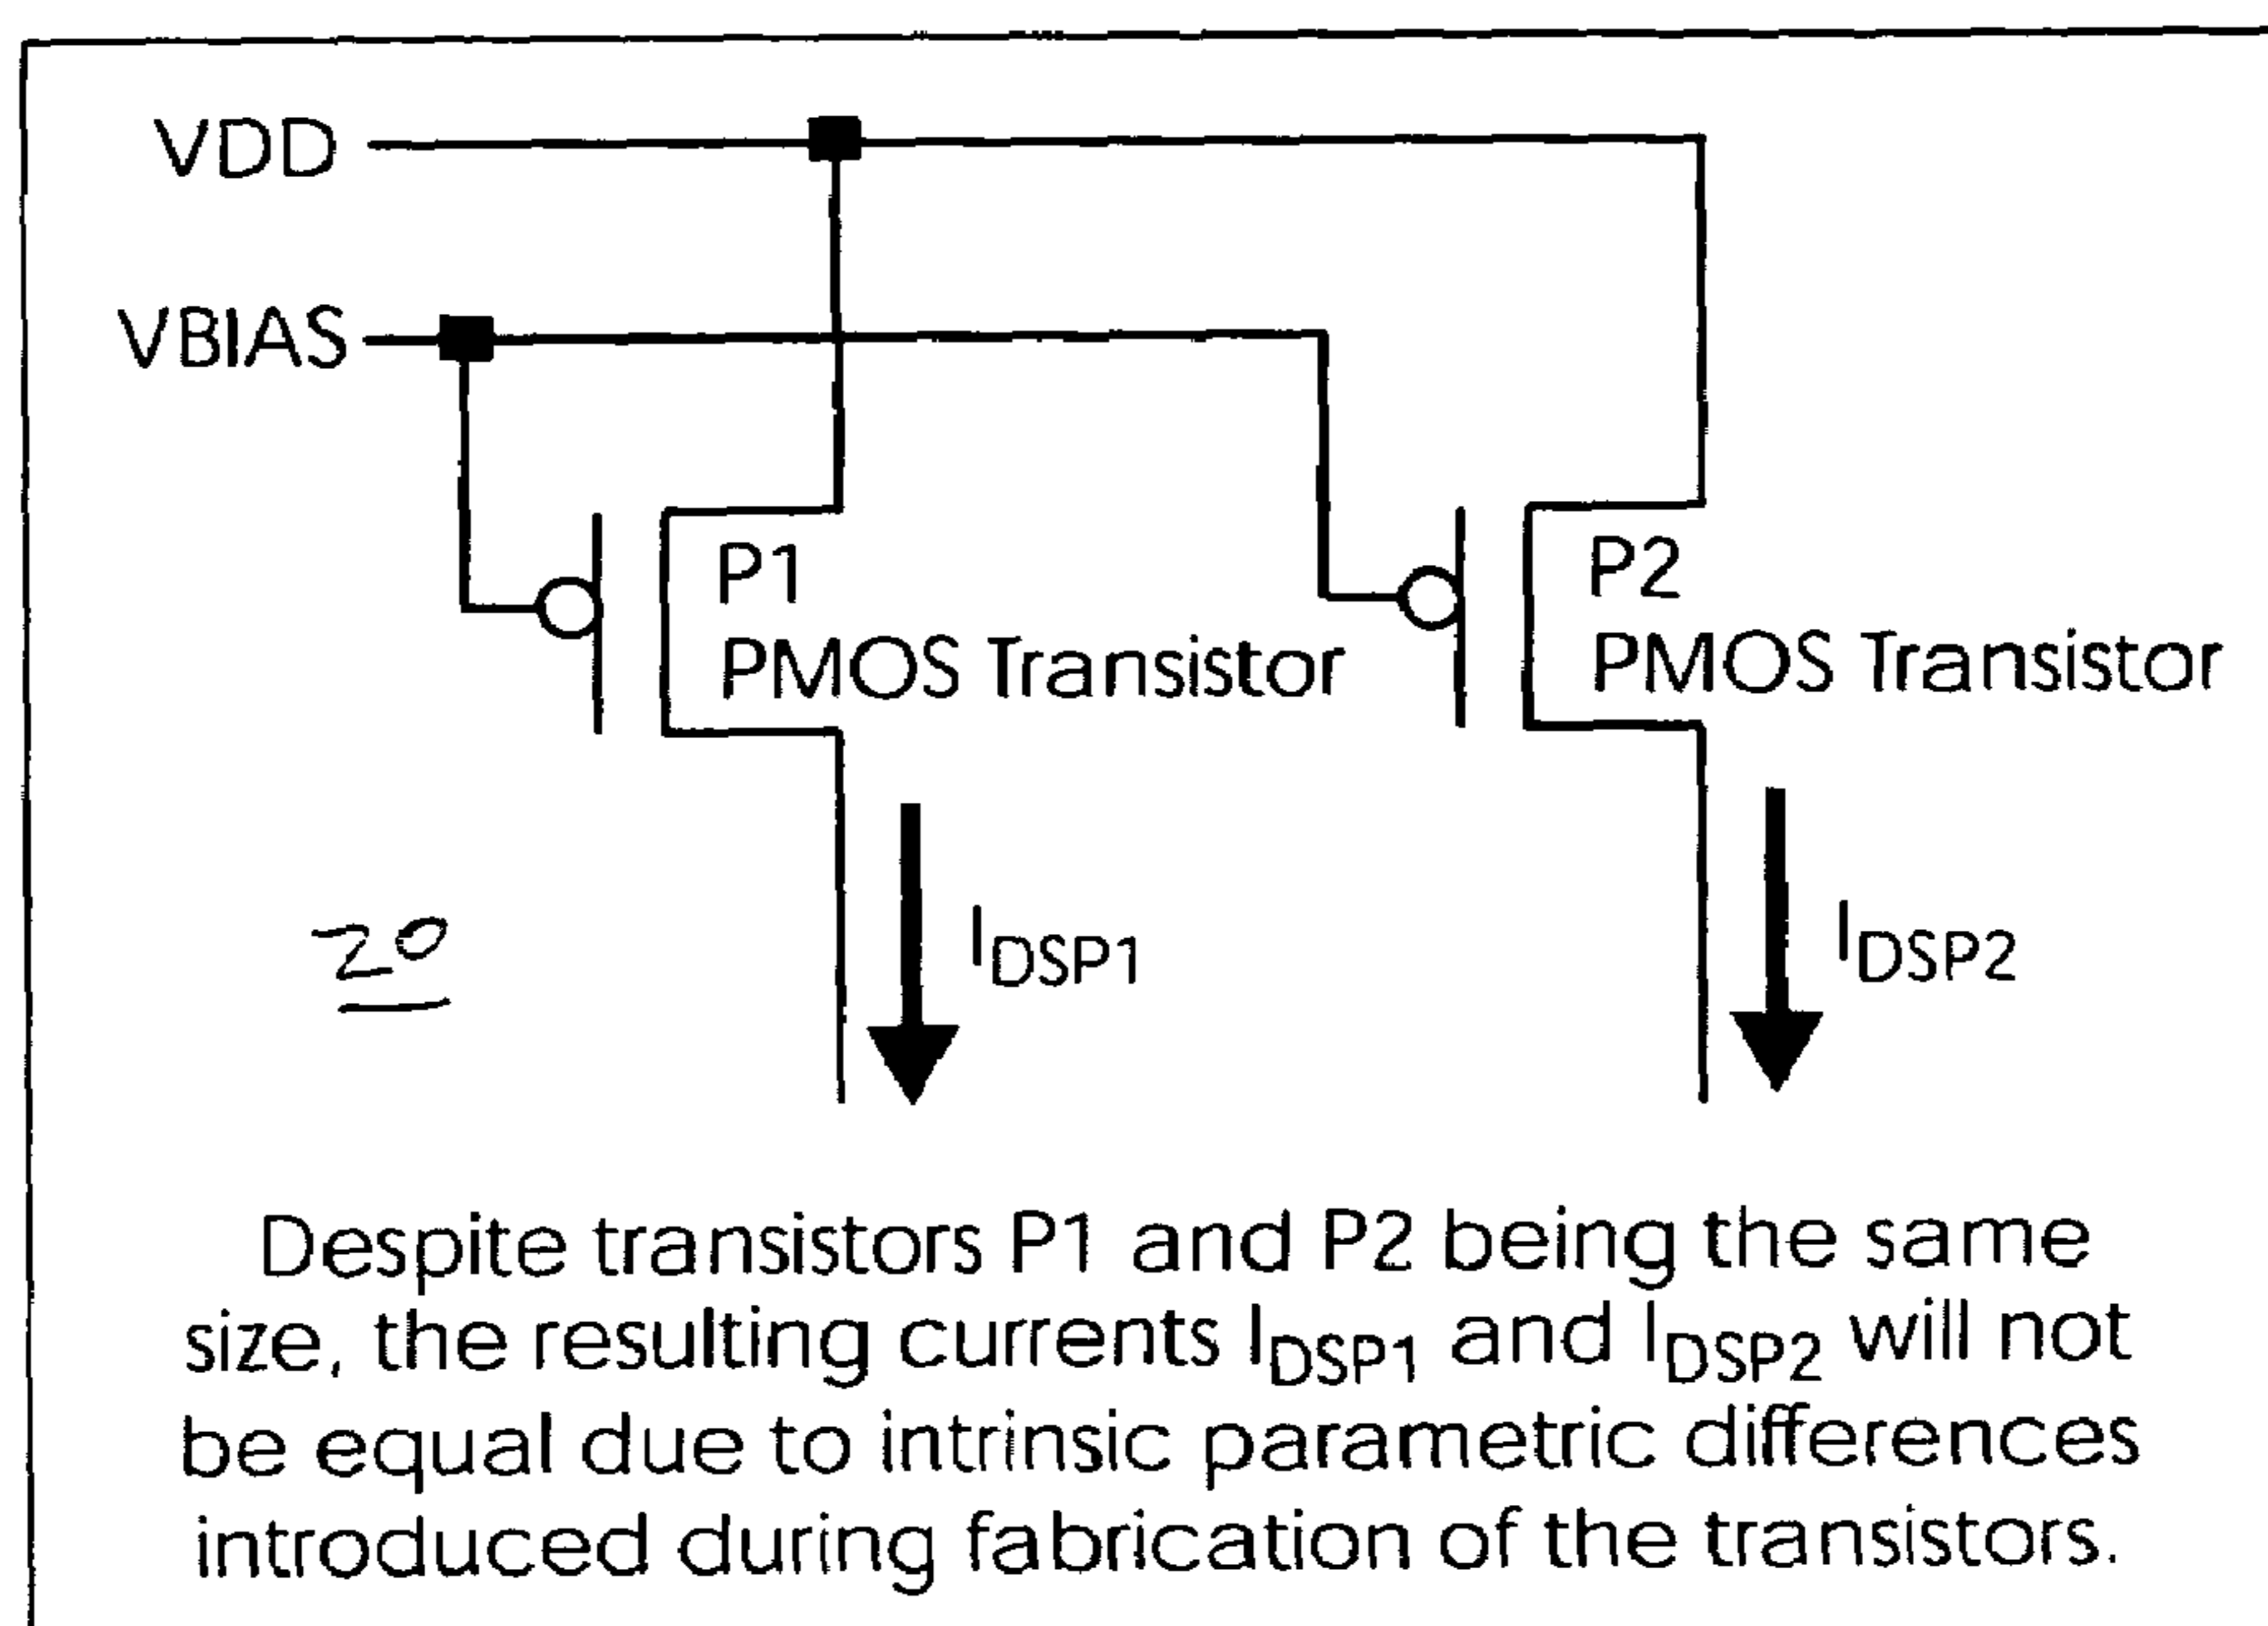 VDD
VBIAS
P1
PMOS Transistor
P2
PMOS Transistor
20
IDSP1
IDSP2
Despite transistors P1 and P2 being the same
size, the resulting currents IDSP1 and IDSP2 will not
be equal due to intrinsic parametric differences
introduced during fabrication of the transistors.